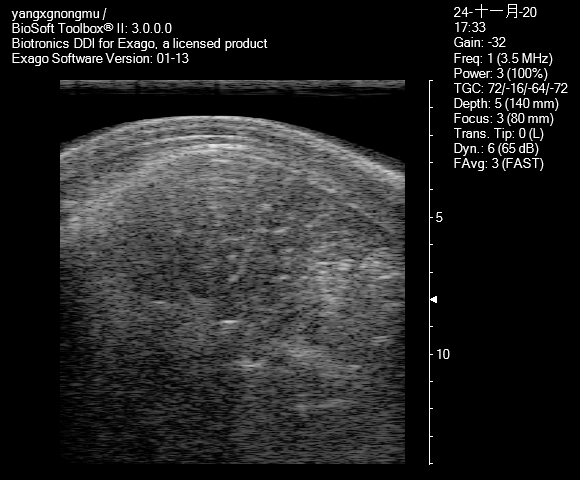 yangxgnongmu /
BioSoft Toolbox® II: 3.0.0.0
Biotronics DDI for Exago, a licensed product
Exago Software Version: 01-13
24-十一月-20
17:33
Gain: -32
Freq: 1 (3.5 MHz)
Power: 3 (100%)
TGC: 72/-16/-64/-72
Depth: 5 (140 mm)
Focus: 3 (80 mm)
Trans. Tip: 0 (L)
Dyn.: 6 (65 dB)
FAvg: 3 (FAST)
5
10